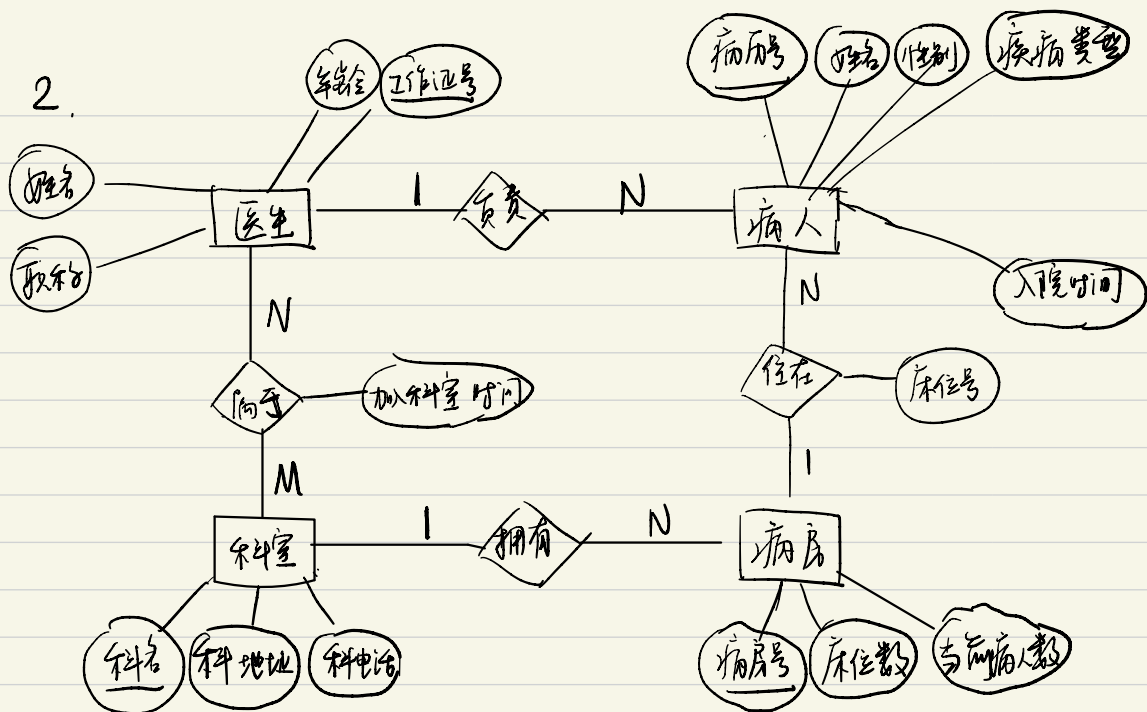 2.
年龄
工作证号
姓名
职称
医生
1
负责
N
病历号
姓名
性别
疾病类型
病人
入院时间
N
属于
加入科室时间
M
N
住在
床位号
1
科室
1
拥有
N
病房
科名
科地址
科电话
病房号
床位数
当前病人数